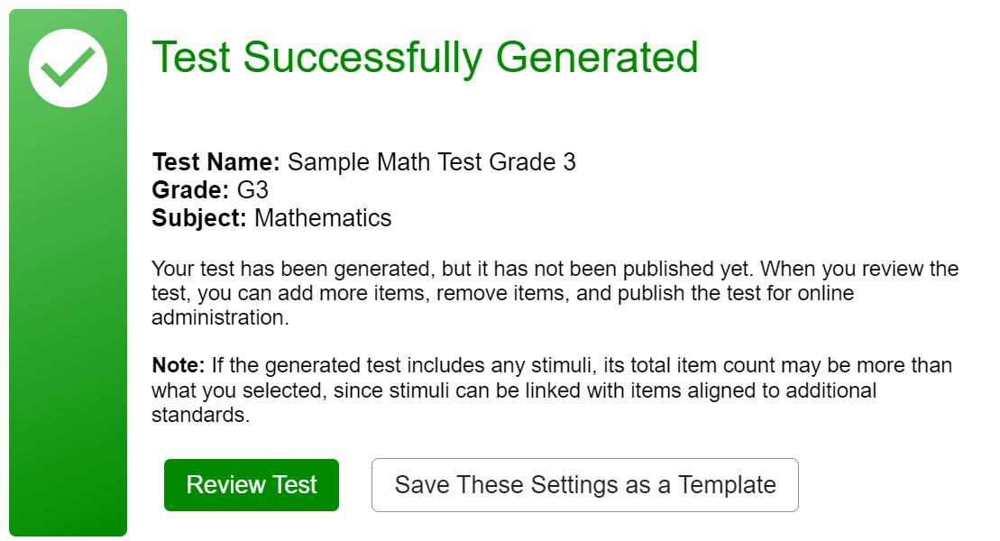 Test Successfully Generated
Test Name: Sample Math Test Grade 3
Grade: G3
Subject: Mathematics
Your test has been generated, but it has not been published yet. When you review the
test, you can add more items, remove items, and publish the test for online
administration.
Note: If the generated test includes any stimuli, its total item count may be more than
what you selected, since stimuli can be linked with items aligned to additional
standards.
Review Test
Save These Settings as a Template